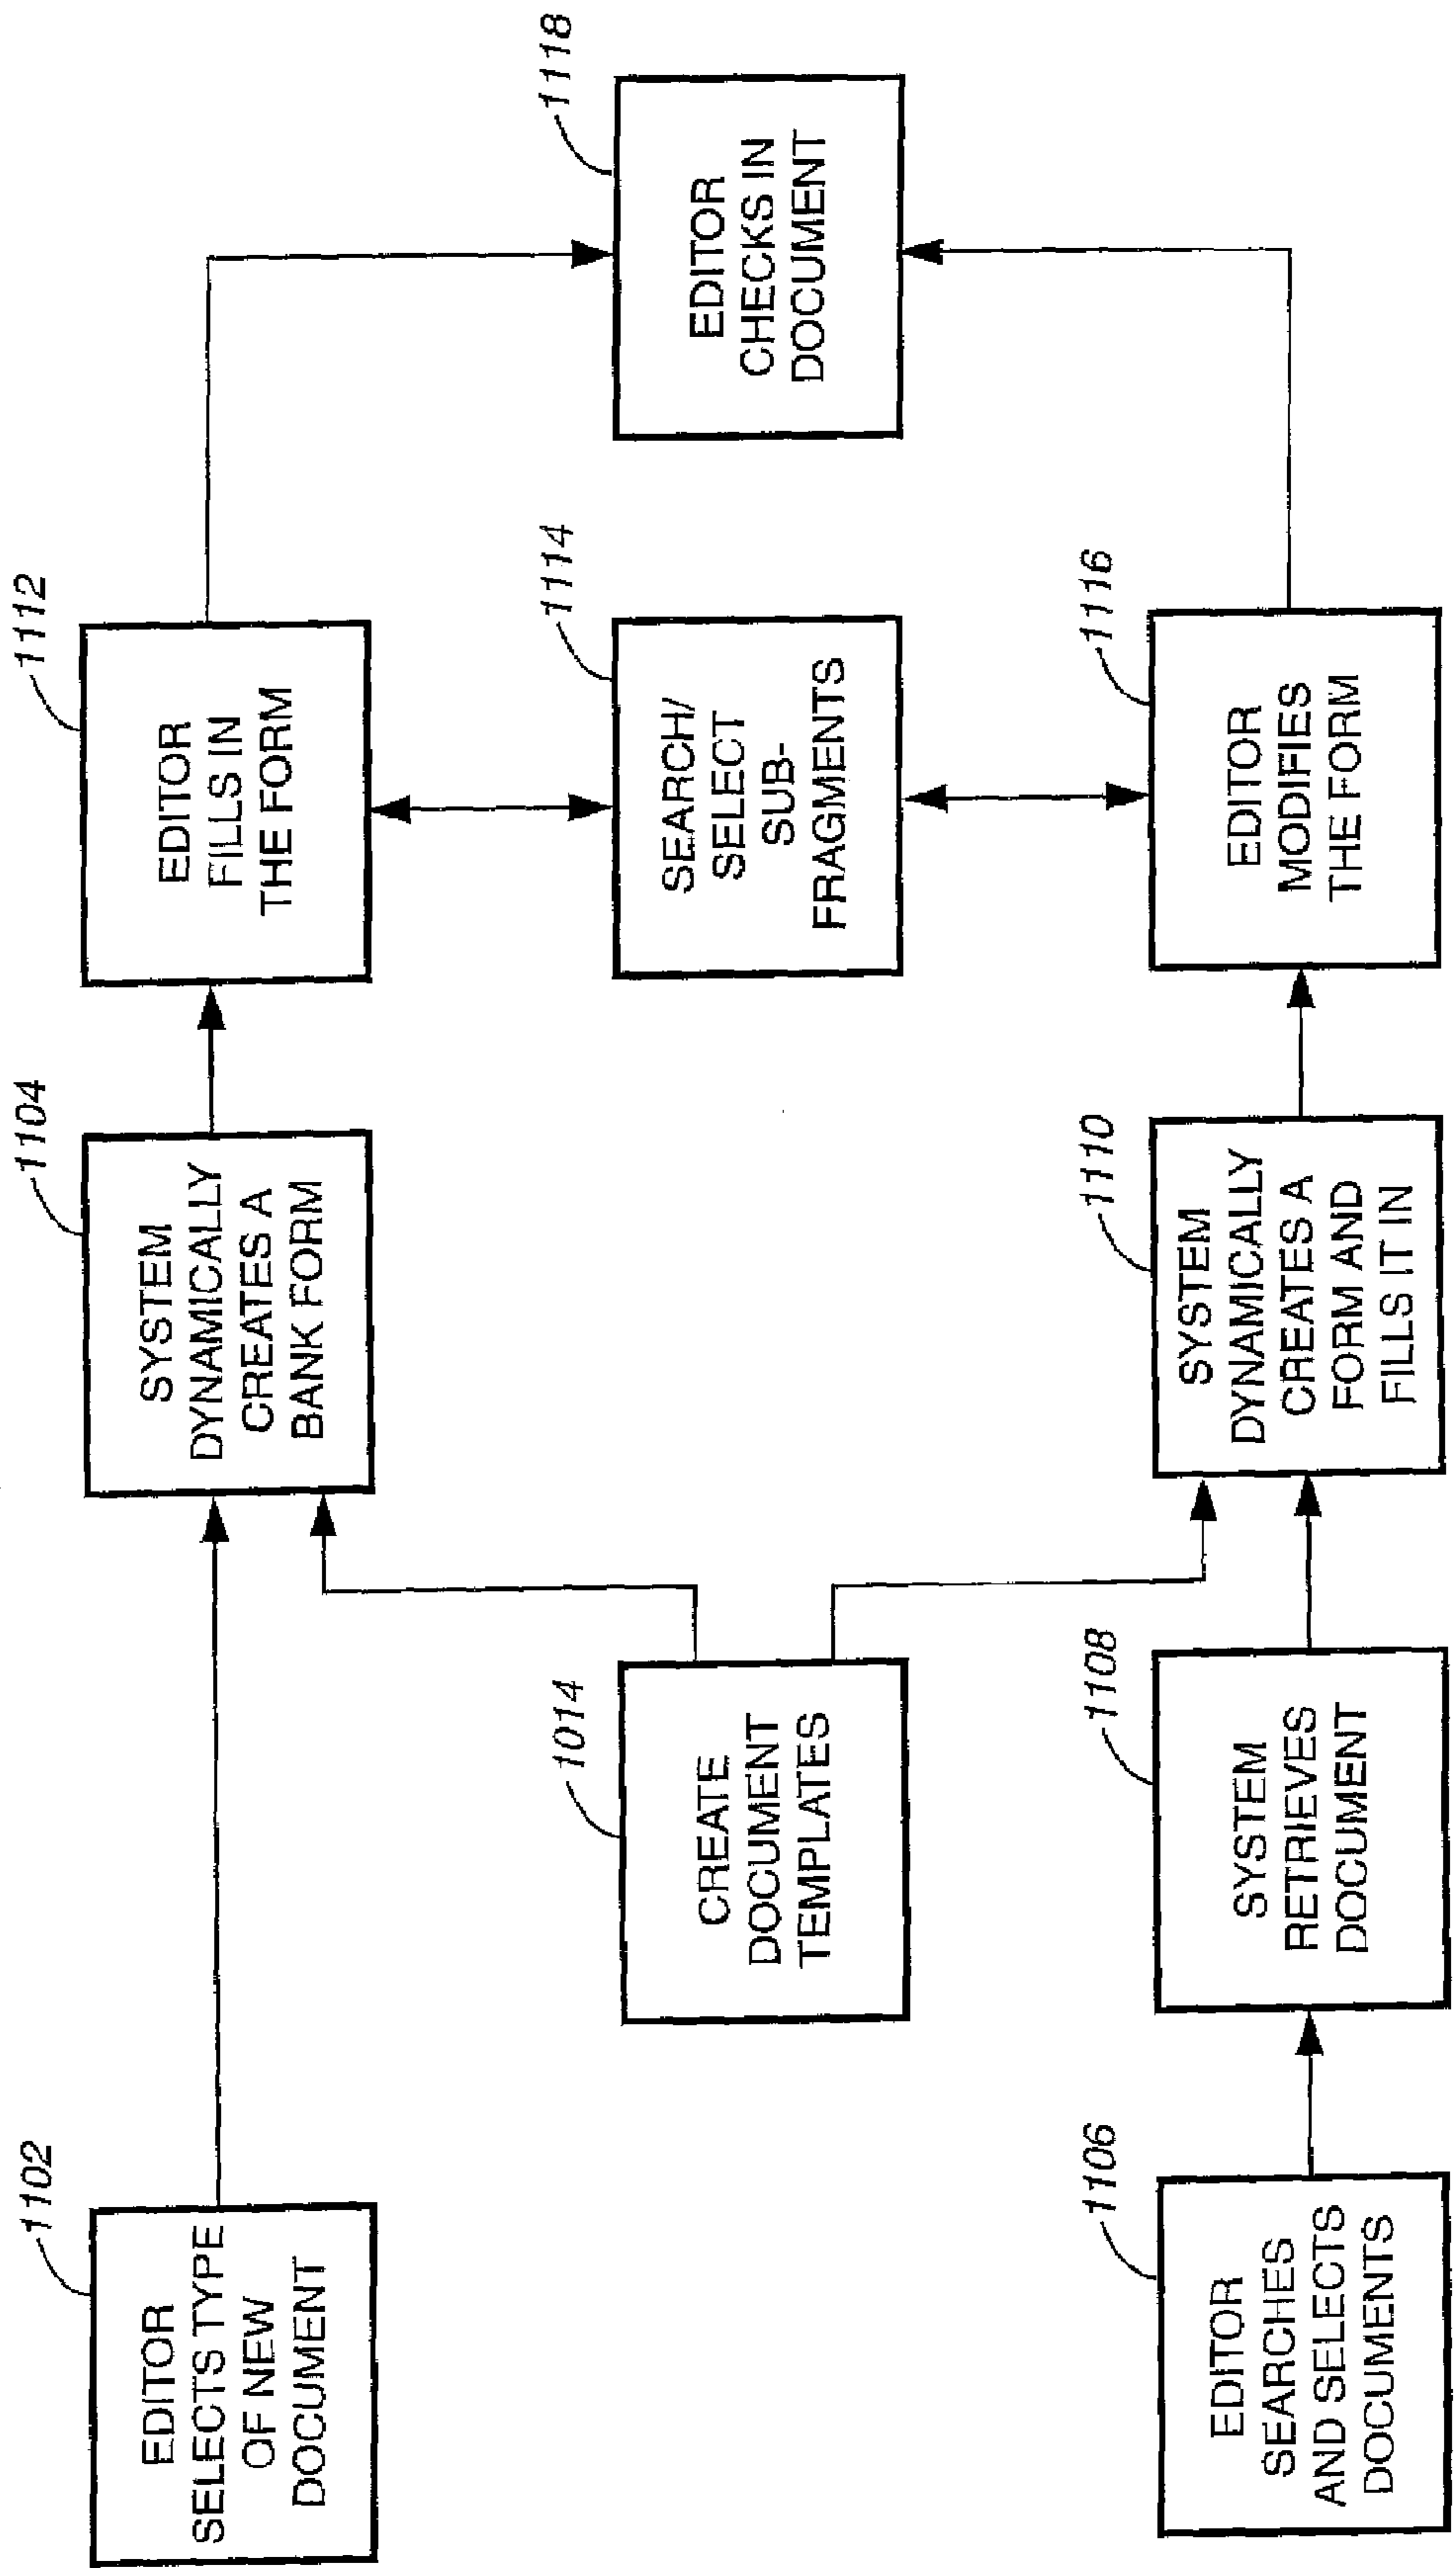 1102
EDITOR
SELECTS TYPE
OF NEW
DOCUMENT
1104
SYSTEM
DYNAMICALLY
CREATES A
BANK FORM
1112
EDITOR
FILLS IN
THE FORM
1014
CREATE
DOCUMENT
TEMPLATES
1114
SEARCH/
SELECT
SUB-
FRAGMENTS
1118
EDITOR
CHECKS IN
DOCUMENT
1106
EDITOR
SEARCHES
AND SELECTS
DOCUMENTS
1108
SYSTEM
RETRIEVES
DOCUMENT
1110
SYSTEM
DYNAMICALLY
CREATES A
FORM AND
FILLS IT IN
1116
EDITOR
MODIFIES
THE FORM